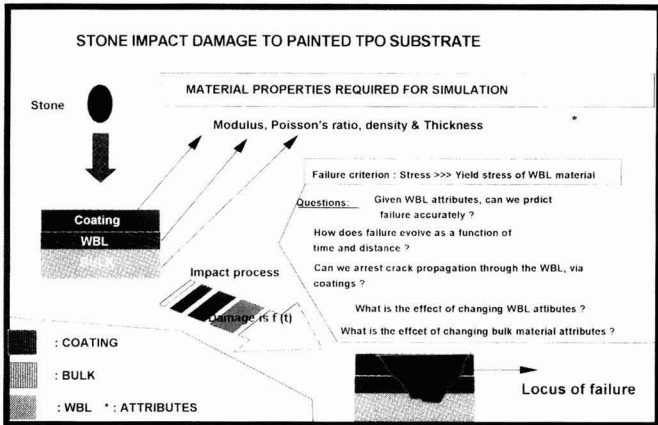 STONE IMPACT DAMAGE TO PAINTED TPO SUBSTRATE
MATERIAL PROPERTIES REQUIRED FOR SIMULATION
Stone
Modulus, Poisson's ratio, density & Thickness *
Failure criterion : Stress >>> Yield stress of WBL material
Questions: Given WBL attributes, can we prdict
failure accurately ?
How does failure evolve as a function of
time and distance ?
Can we arrest crack propagation through the WBL, via
coatings ?
What is the effect of changing WBL attibutes ?
What is the effcet of changing bulk material attributes ?
Coating
WBL
BULK
Impact process
Damage is f (t)
: COATING
: BULK
: WBL * : ATTRIBUTES
Locus of failure